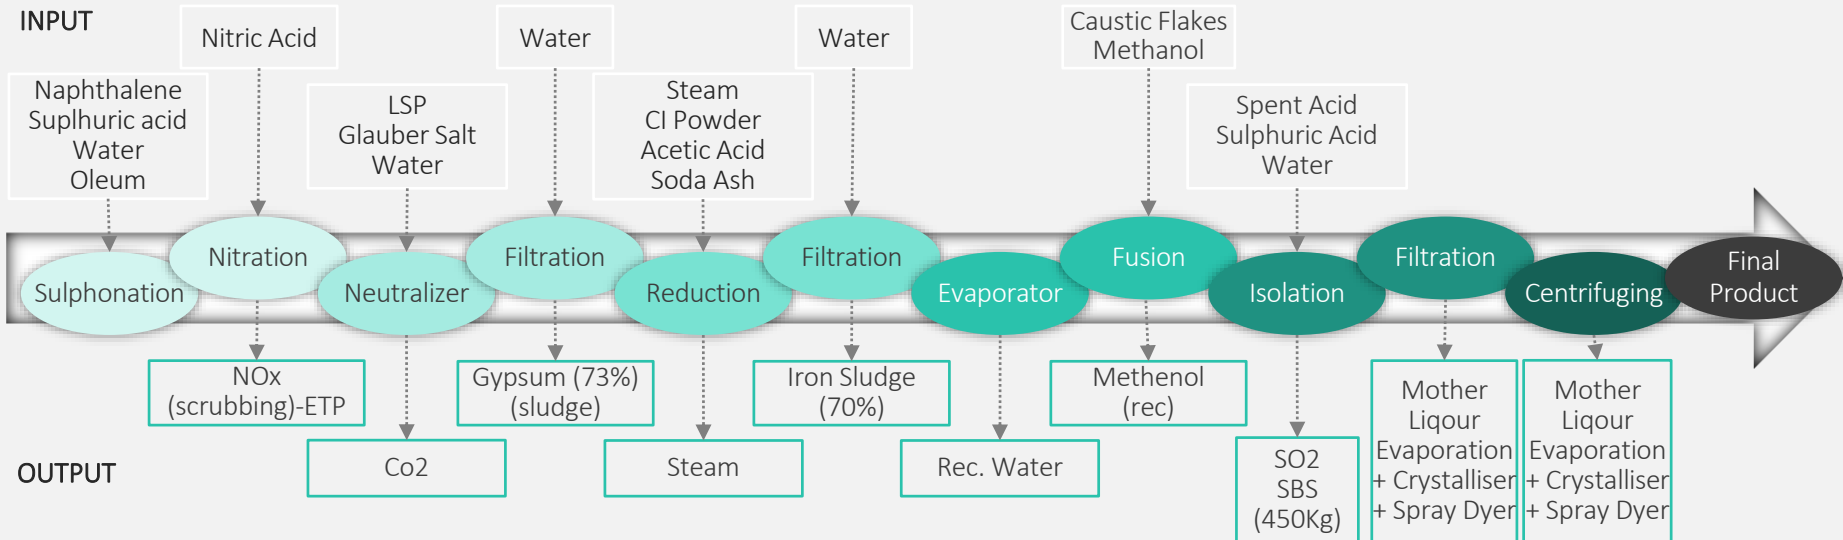 INPUT
Naphthalene
Suplhuric acid
Water
Oleum
Nitric Acid
LSP
Glauber Salt
Water
Water
Steam
CI Powder
Acetic Acid
Soda Ash
Water
Caustic Flakes
Methanol
Spent Acid
Sulphuric Acid
Water
Sulphonation
Nitration
Neutralizer
Filtration
Reduction
Filtration
Evaporator
Fusion
Isolation
Filtration
Centrifuging
Final
Product
OUTPUT
NOx
(scrubbing)-ETP
Co2
Gypsum (73%)
(sludge)
Steam
Iron Sludge
(70%)
Rec. Water
Methenol
(rec)
SO2
SBS
(450Kg)
Mother
Liqour
Evaporation
+ Crystalliser
+ Spray Dyer
Mother
Liqour
Evaporation
+ Crystalliser
+ Spray Dyer